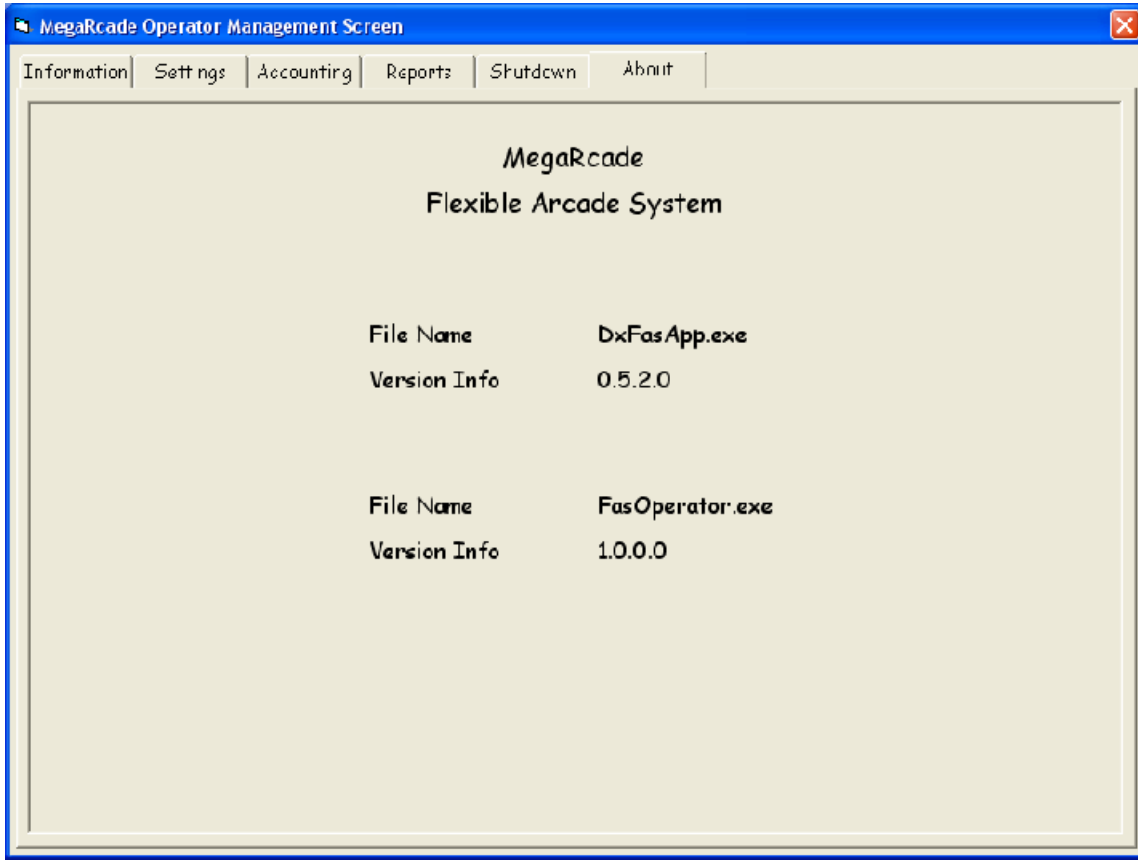 MegaRcade Operator Management Screen
Information Settings Accounting Reports Shutdown About
MegaRcade
Flexible Arcade System
File Name DxFasApp.exe
Version Info 0.5.2.0
File Name FasOperator.exe
Version Info 1.0.0.0